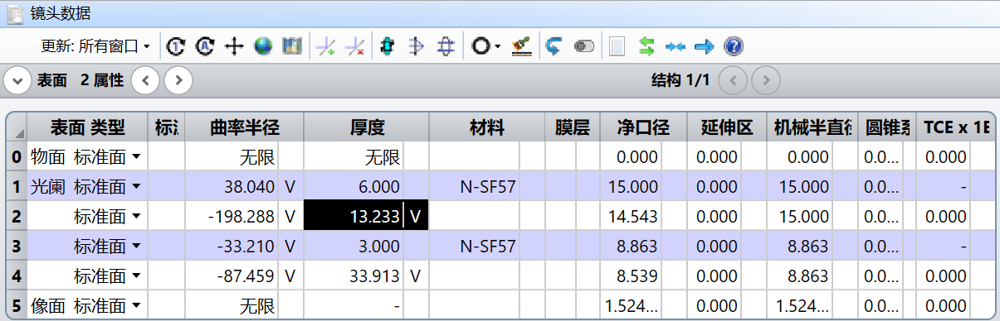 镜头数据
更新: 所有窗口
表面 2 属性 结构 1/1
表面 类型 曲率半径 厚度 材料 膜层 净口径 延伸区 机械半直径 圆锥系 TCE x 1E
0 物面 标准面 无限 无限 0.000 0.000 0.000 0.0... 0.000
1 光阑 标准面 38.040 V 6.000 N-SF57 15.000 0.000 15.000 0.0... -
2 标准面 -198.288 V 13.233 V 14.543 0.000 15.000 0.0... 0.000
3 标准面 -33.210 V 3.000 N-SF57 8.863 0.000 8.863 0.0... -
4 标准面 -87.459 V 33.913 V 8.539 0.000 8.863 0.0... 0.000
5 像面 标准面 无限 - 1.524... 0.000 1.524... 0.0... 0.000